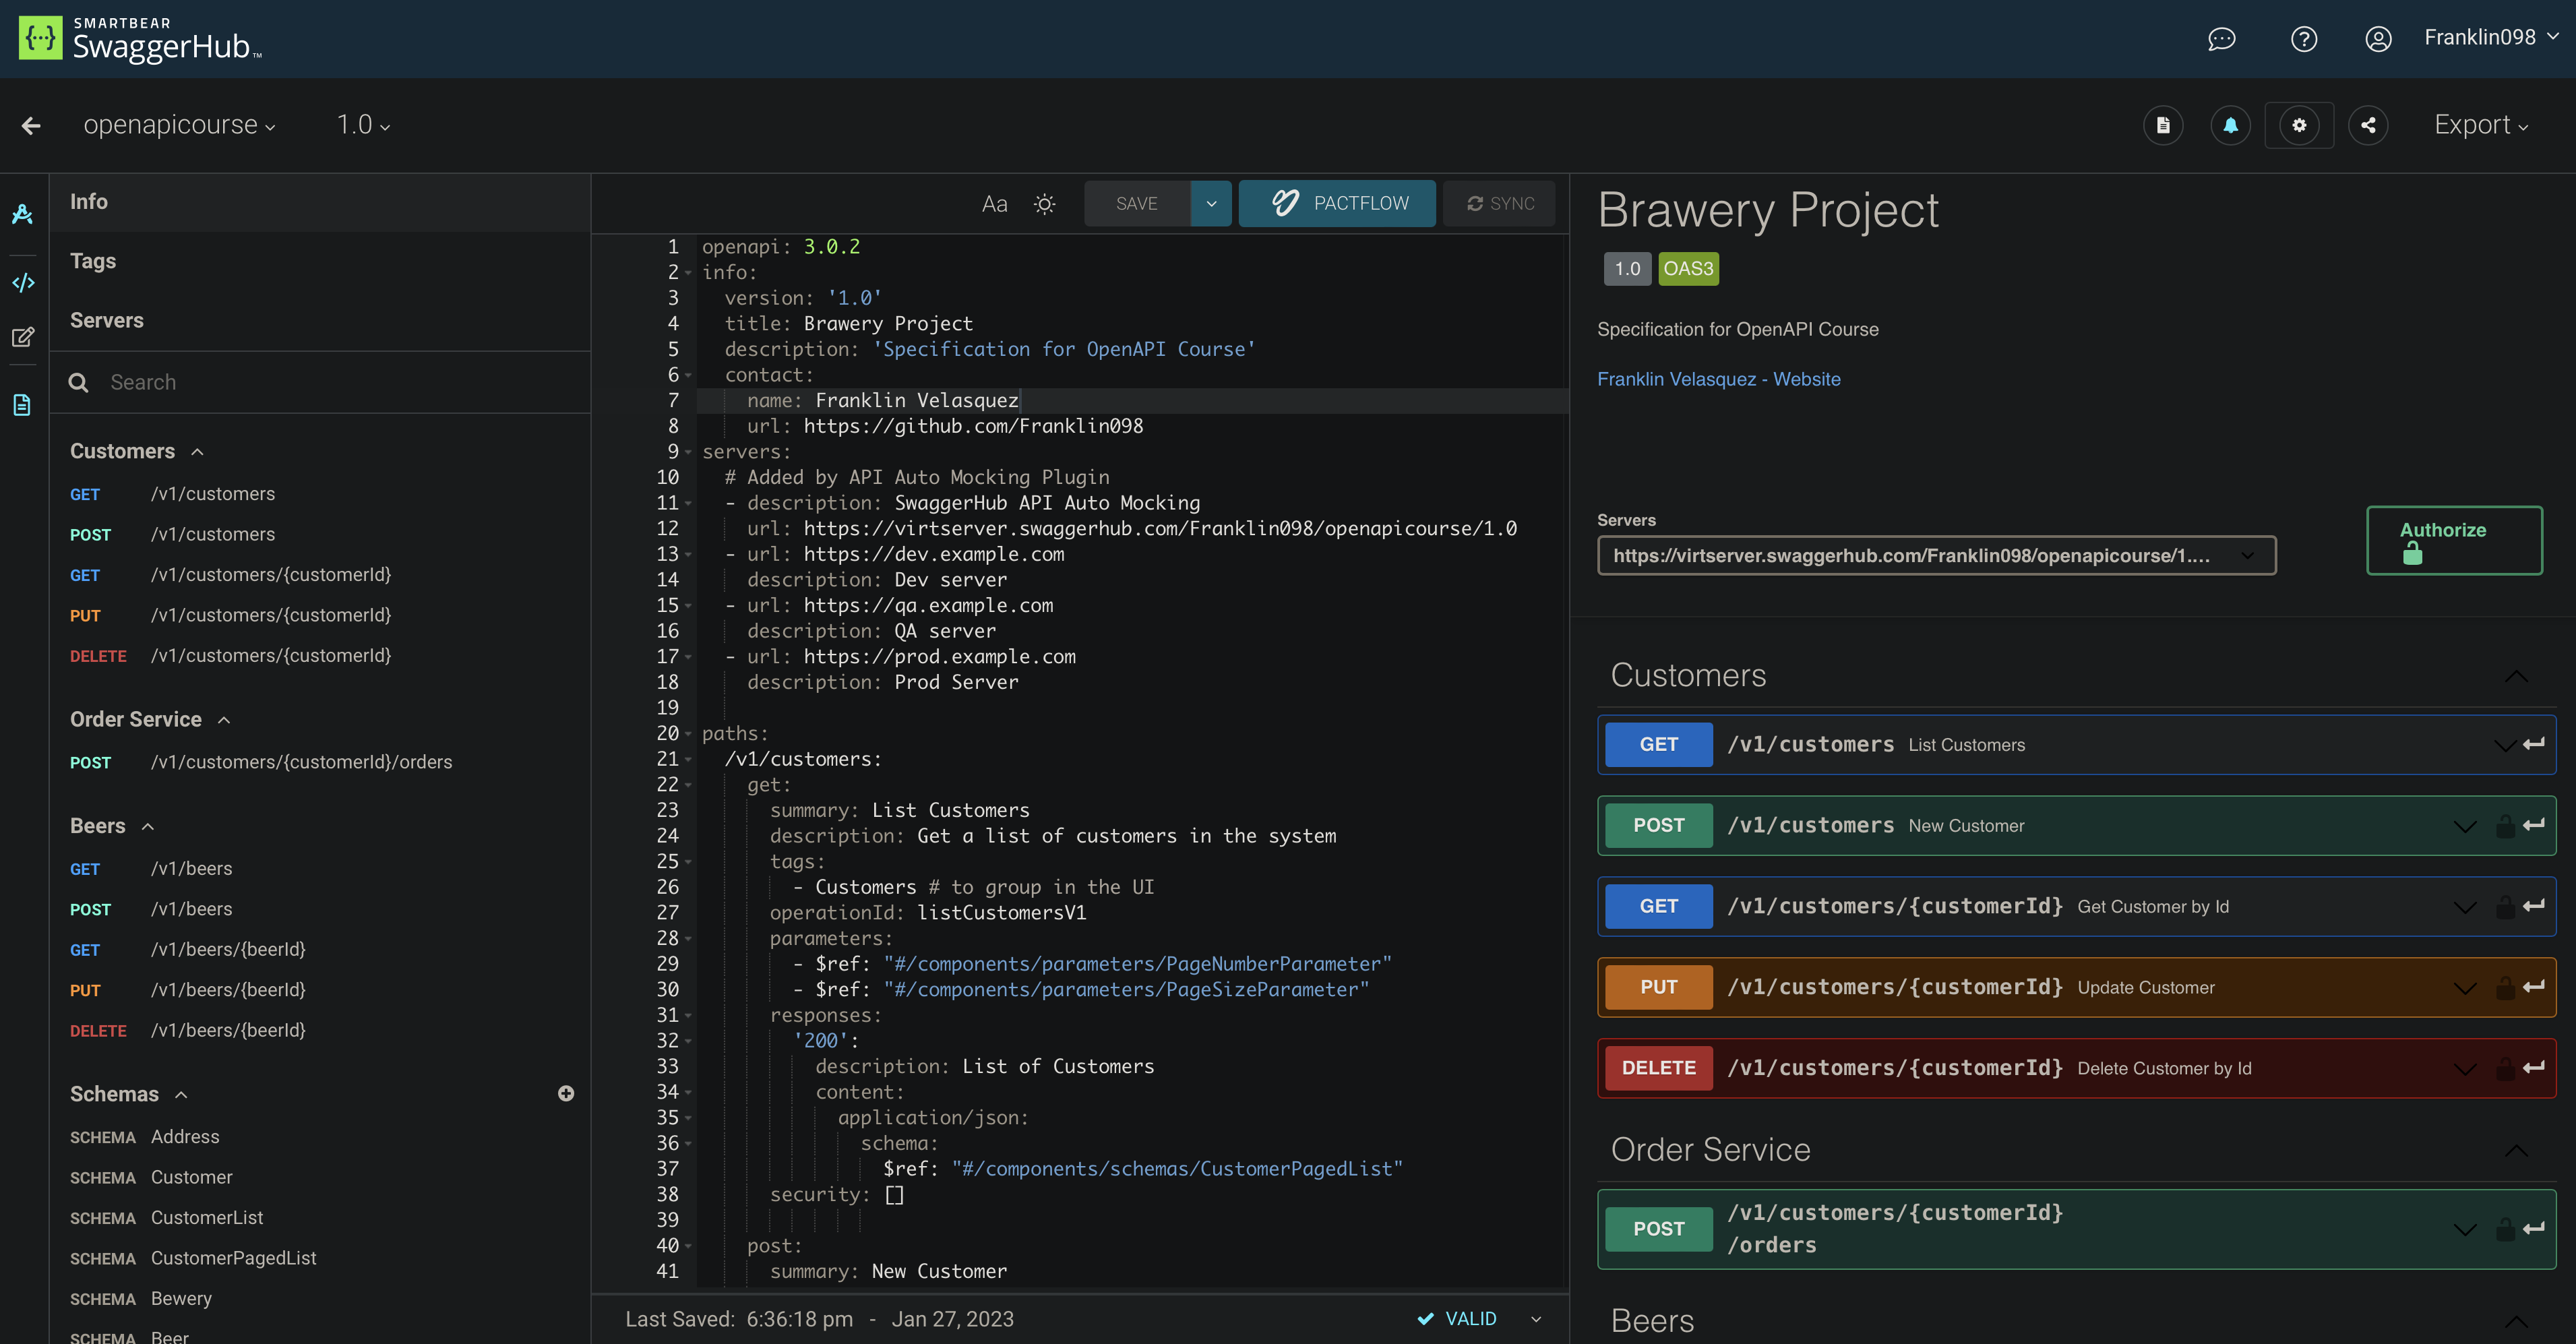 SMARTBEAR
SwaggerHub™
Franklin098
openapicourse
1.0
Export
Info
Tags
Servers
Search
Customers
GET /v1/customers
POST /v1/customers
GET /v1/customers/{customerId}
PUT /v1/customers/{customerId}
DELETE /v1/customers/{customerId}
Order Service
POST /v1/customers/{customerId}/orders
Beers
GET /v1/beers
POST /v1/beers
GET /v1/beers/{beerId}
PUT /v1/beers/{beerId}
DELETE /v1/beers/{beerId}
Schemas
SCHEMA Address
SCHEMA Customer
SCHEMA CustomerList
SCHEMA CustomerPagedList
SCHEMA Bewery
SCHEMA Beer
Aa
SAVE
PACTFLOW
SYNC
1 openapi: 3.0.2
2 info:
3 version: '1.0'
4 title: Brawery Project
5 description: 'Specification for OpenAPI Course'
6 contact:
7 name: Franklin Velasquez
8 url: https://github.com/Franklin098
9 servers:
10 # Added by API Auto Mocking Plugin
11 - description: SwaggerHub API Auto Mocking
12 url: https://virtserver.swaggerhub.com/Franklin098/openapicourse/1.0
13 - url: https://dev.example.com
14 description: Dev server
15 - url: https://qa.example.com
16 description: QA server
17 - url: https://prod.example.com
18 description: Prod Server
19
20 paths:
21 /v1/customers:
22 get:
23 summary: List Customers
24 description: Get a list of customers in the system
25 tags:
26 - Customers # to group in the UI
27 operationId: listCustomersV1
28 parameters:
29 - $ref: "#/components/parameters/PageNumberParameter"
30 - $ref: "#/components/parameters/PageSizeParameter"
31 responses:
32 '200':
33 description: List of Customers
34 content:
35 application/json:
36 schema:
37 $ref: "#/components/schemas/CustomerPagedList"
38 security: []
39
40 post:
41 summary: New Customer
Last Saved: 6:36:18 pm - Jan 27, 2023
VALID
Brawery Project
1.0 OAS3
Specification for OpenAPI Course
Franklin Velasquez - Website
Servers
https://virtserver.swaggerhub.com/Franklin098/openapicourse/1....
Authorize
Customers
GET /v1/customers List Customers
POST /v1/customers New Customer
GET /v1/customers/{customerId} Get Customer by Id
PUT /v1/customers/{customerId} Update Customer
DELETE /v1/customers/{customerId} Delete Customer by Id
Order Service
POST /v1/customers/{customerId}
/orders
Beers